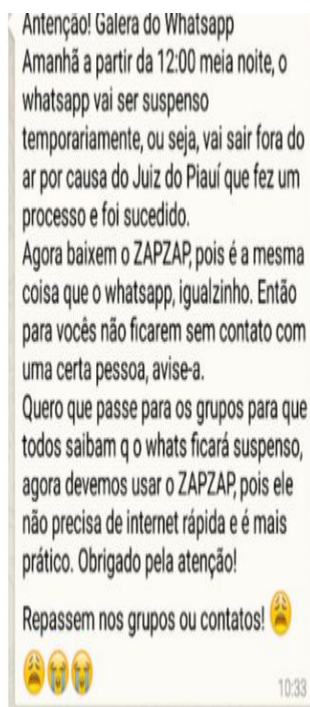 Antenção! Galera do Whatsapp
Amanhã a partir da 12:00 meia noite, o
whatsapp vai ser suspenso
temporariamente, ou seja, vai sair fora do
ar por causa do Juiz do Piauí que fez um
processo e foi sucedido.
Agora baixem o ZAPZAP, pois é a mesma
coisa que o whatsapp, igualzinho. Então
para vocês não ficarem sem contato com
uma certa pessoa, avise-a.
Quero que passe para os grupos para que
todos saibam q o whats ficará suspenso,
agora devemos usar o ZAPZAP, pois ele
não precisa de internet rápida e é mais
prático. Obrigado pela atenção!
Repassem nos grupos ou contatos! 😩
😩😭😭
10:33